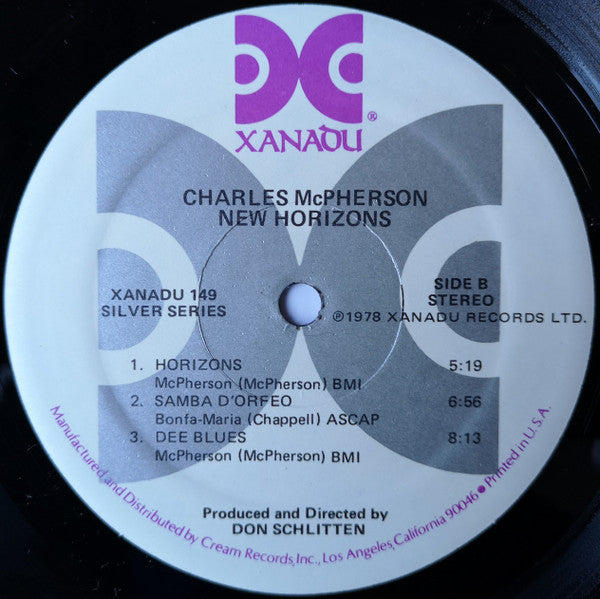 XANADU®
CHARLES McPHERSON
NEW HORIZONS
XANADU 149
SILVER SERIES
SIDE B
STEREO
℗1978 XANADU RECORDS LTD.
1. HORIZONS 5:19
McPherson (McPherson) BMI
2. SAMBA D'ORFEO 6:56
Bonfa-Maria (Chappell) ASCAP
3. DEE BLUES 8:13
McPherson (McPherson) BMI
Produced and Directed by
DON SCHLITTEN
Manufactured and Distributed by Cream Records, Inc., Los Angeles, California 90046 ● Printed in U.S.A.